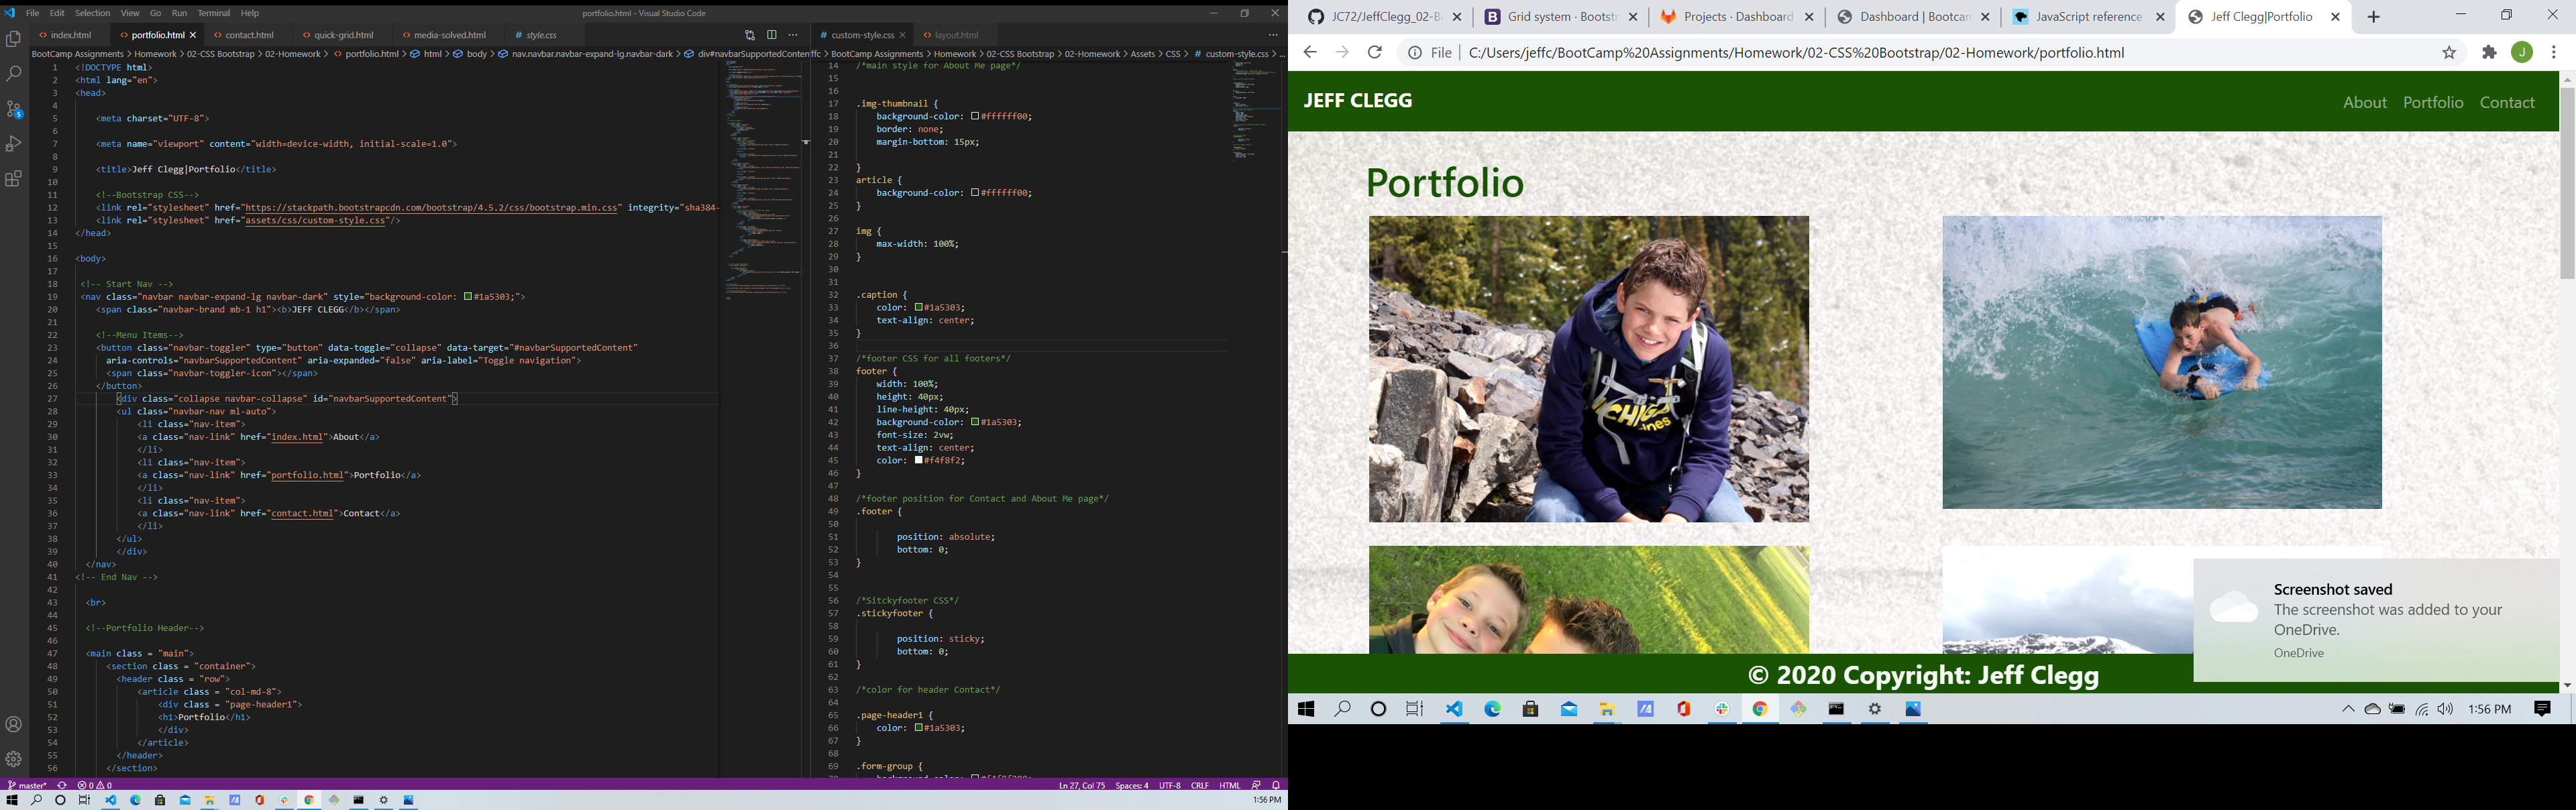 File Edit Selection View Go Run Terminal Help
portfolio.html - Visual Studio Code
index.html portfolio.html contact.html quick-grid.html media-solved.html style.css
BootCamp Assignments > Homework > 02-CSS Bootstrap > 02-Homework > portfolio.html > html > body > nav.navbar.navbar-expand-lg.navbar-dark > div#navbarSupportedContent
1 <!DOCTYPE html>
2 <html lang="en">
3 <head>
4
5 <meta charset="UTF-8">
6
7 <meta name="viewport" content="width=device-width, initial-scale=1.0">
8
9 <title>Jeff Clegg|Portfolio</title>
10
11 <!--Bootstrap CSS-->
12 <link rel="stylesheet" href="https://stackpath.bootstrapcdn.com/bootstrap/4.5.2/css/bootstrap.min.css" integrity="sha384-
13 <link rel="stylesheet" href="assets/css/custom-style.css"/>
14 </head>
15
16 <body>
17
18 <!-- Start Nav -->
19 <nav class="navbar navbar-expand-lg navbar-dark" style="background-color: #1a5303;">
20 <span class="navbar-brand mb-1 h1"><b>JEFF CLEGG</b></span>
21
22 <!--Menu Items-->
23 <button class="navbar-toggler" type="button" data-toggle="collapse" data-target="#navbarSupportedContent"
24 aria-controls="navbarSupportedContent" aria-expanded="false" aria-label="Toggle navigation">
25 <span class="navbar-toggler-icon"></span>
26 </button>
27 <div class="collapse navbar-collapse" id="navbarSupportedContent">
28 <ul class="navbar-nav ml-auto">
29 <li class="nav-item">
30 <a class="nav-link" href="index.html">About</a>
31 </li>
32 <li class="nav-item">
33 <a class="nav-link" href="portfolio.html">Portfolio</a>
34 </li>
35 <li class="nav-item">
36 <a class="nav-link" href="contact.html">Contact</a>
37 </li>
38 </ul>
39 </div>
40 </nav>
41 <!-- End Nav -->
42
43 <br>
44
45 <!--Portfolio Header-->
46
47 <main class = "main">
48 <section class = "container">
49 <header class = "row">
50 <article class = "col-md-8">
51 <div class = "page-header1">
52 <h1>Portfolio</h1>
53 </div>
54 </article>
55 </header>
56 </section>
custom-style.css layout.html
BootCamp Assignments > Homework > 02-CSS Bootstrap > 02-Homework > Assets > CSS > custom-style.css > ...
14 /*main style for About Me page*/
15
16
17 .img-thumbnail {
18 background-color: #ffffff00;
19 border: none;
20 margin-bottom: 15px;
21
22 }
23 article {
24 background-color: #ffffff00;
25 }
26
27 img {
28 max-width: 100%;
29 }
30
31
32 .caption {
33 color: #1a5303;
34 text-align: center;
35 }
36
37 /*footer CSS for all footers*/
38 footer {
39 width: 100%;
40 height: 40px;
41 line-height: 40px;
42 background-color: #1a5303;
43 font-size: 2vw;
44 text-align: center;
45 color: #f4f8f2;
46 }
47
48 /*footer position for Contact and About Me page*/
49 .footer {
50
51 position: absolute;
52 bottom: 0;
53 }
54
55
56 /*Sitckyfooter CSS*/
57 .stickyfooter {
58
59 position: sticky;
60 bottom: 0;
61 }
62
63 /*color for header Contact*/
64
65 .page-header1 {
66 color: #1a5303;
67 }
68
69 .form-group {
master* 0 0
Ln 27, Col 75 Spaces: 4 UTF-8 CRLF HTML
1:56 PM
JC72/JeffClegg_02-B Grid system · Bootst Projects · Dashboard Dashboard | Bootcan JavaScript reference Jeff Clegg|Portfolio
File | C:/Users/jeffc/BootCamp%20Assignments/Homework/02-CSS%20Bootstrap/02-Homework/portfolio.html
J
JEFF CLEGG
About Portfolio Contact
Portfolio
Screenshot saved
The screenshot was added to your
OneDrive.
OneDrive
© 2020 Copyright: Jeff Clegg
1:56 PM